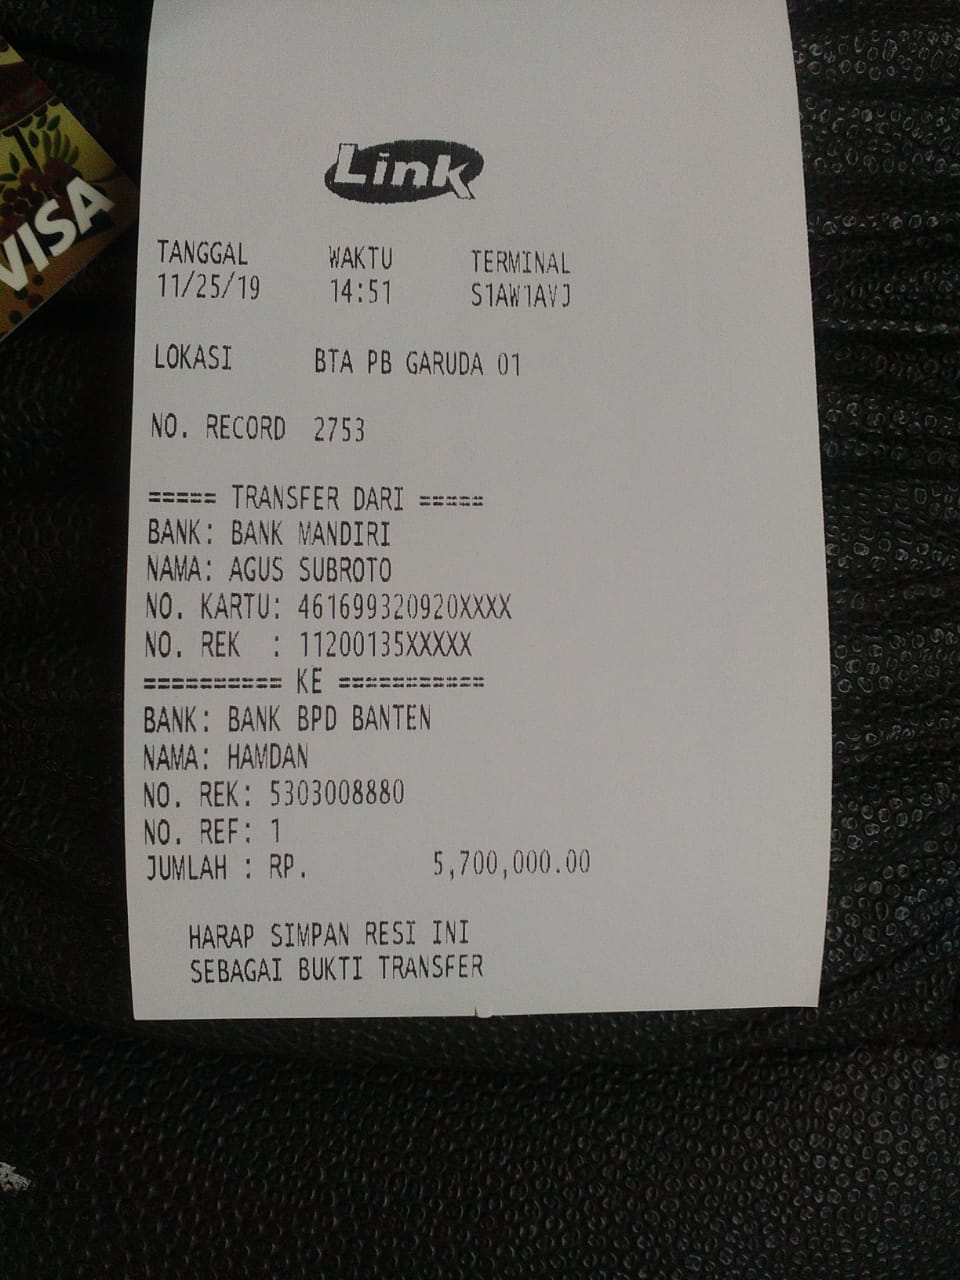 VISA
Link
TANGGAL WAKTU TERMINAL
11/25/19 14:51 S1AW1AVJ
LOKASI BTA PB GARUDA 01
NO. RECORD 2753
===== TRANSFER DARI =====
BANK: BANK MANDIRI
NAMA: AGUS SUBROTO
NO. KARTU: 461699320920XXXX
NO. REK : 11200135XXXXX
========== KE ===========
BANK: BANK BPD BANTEN
NAMA: HAMDAN
NO. REK: 5303008880
NO. REF: 1
JUMLAH : RP. 5,700,000.00
HARAP SIMPAN RESI INI
SEBAGAI BUKTI TRANSFER